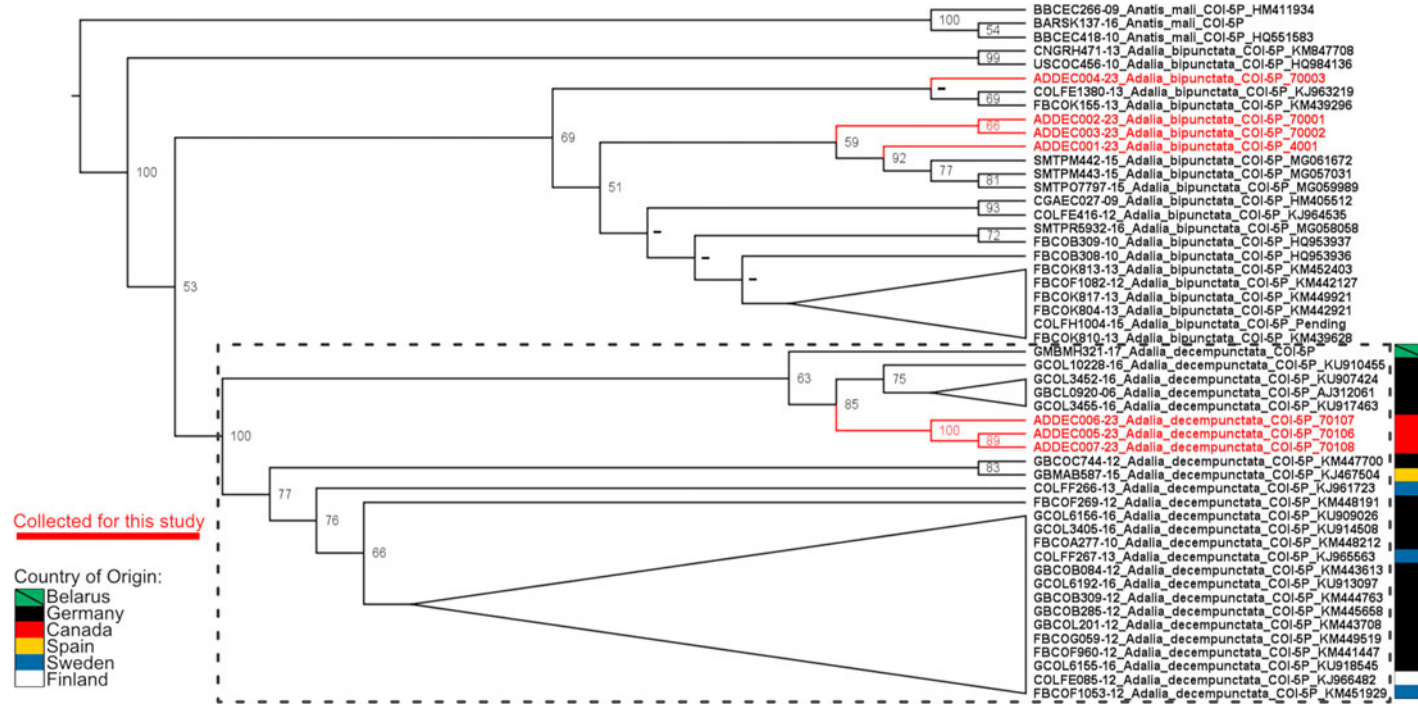 BBCEC266-09_Anatis_mali_COI-5P_HM411934
100
BARSK137-16_Anatis_mali_COI-5P
54
BBCEC418-10_Anatis_mali_COI-5P_HQ551583
CNGRH471-13_Adalia_bipunctata_COI-5P_KM847708
99
USCOC456-10_Adalia_bipunctata_COI-5P_HQ984136
ADDEC004-23_Adalia_bipunctata_COI-5P_70003
-
COLFE1380-13_Adalia_bipunctata_COI-5P_KJ963219
69
FBCOK155-13_Adalia_bipunctata_COI-5P_KM439296
ADDEC002-23_Adalia_bipunctata_COI-5P_70001
66
ADDEC003-23_Adalia_bipunctata_COI-5P_70002
69
59
ADDEC001-23_Adalia_bipunctata_COI-5P_4001
92
SMTPM442-15_Adalia_bipunctata_COI-5P_MG061672
77
100
SMTPM443-15_Adalia_bipunctata_COI-5P_MG057031
81
51
SMTPO7797-15_Adalia_bipunctata_COI-5P_MG059989
CGAEC027-09_Adalia_bipunctata_COI-5P_HM405512
93
COLFE416-12_Adalia_bipunctata_COI-5P_KJ964535
-
SMTPR5932-16_Adalia_bipunctata_COI-5P_MG058058
72
FBCOB309-10_Adalia_bipunctata_COI-5P_HQ953937
-
FBCOB308-10_Adalia_bipunctata_COI-5P_HQ953936
FBCOK813-13_Adalia_bipunctata_COI-5P_KM452403
-
FBCOF1082-12_Adalia_bipunctata_COI-5P_KM442127
53
FBCOK817-13_Adalia_bipunctata_COI-5P_KM449921
FBCOK804-13_Adalia_bipunctata_COI-5P_KM442921
COLFH1004-15_Adalia_bipunctata_COI-5P_Pending
FBCOK810-13_Adalia_bipunctata_COI-5P_KM439628
GMBMH321-17_Adalia_decempunctata_COI-5P
GCOL10228-16_Adalia_decempunctata_COI-5P_KU910455
63
75
GCOL3452-16_Adalia_decempunctata_COI-5P_KU907424
GBCL0920-06_Adalia_decempunctata_COI-5P_AJ312061
85
GCOL3455-16_Adalia_decempunctata_COI-5P_KU917463
ADDEC006-23_Adalia_decempunctata_COI-5P_70107
100
100
ADDEC005-23_Adalia_decempunctata_COI-5P_70106
89
ADDEC007-23_Adalia_decempunctata_COI-5P_70108
GBCOC744-12_Adalia_decempunctata_COI-5P_KM447700
83
GBMAB587-15_Adalia_decempunctata_COI-5P_KJ467504
77
COLFF266-13_Adalia_decempunctata_COI-5P_KJ961723
FBCOF269-12_Adalia_decempunctata_COI-5P_KM448191
76
GCOL6156-16_Adalia_decempunctata_COI-5P_KU909026
GCOL3405-16_Adalia_decempunctata_COI-5P_KU914508
FBCOA277-10_Adalia_decempunctata_COI-5P_KM448212
66
COLFF267-13_Adalia_decempunctata_COI-5P_KJ965563
GBCOB084-12_Adalia_decempunctata_COI-5P_KM443613
GCOL6192-16_Adalia_decempunctata_COI-5P_KU913097
GBCOB309-12_Adalia_decempunctata_COI-5P_KM444763
GBCOB285-12_Adalia_decempunctata_COI-5P_KM445658
GBCOL201-12_Adalia_decempunctata_COI-5P_KM443708
FBCOG059-12_Adalia_decempunctata_COI-5P_KM449519
FBCOF960-12_Adalia_decempunctata_COI-5P_KM441447
GCOL6155-16_Adalia_decempunctata_COI-5P_KU918545
COLFE085-12_Adalia_decempunctata_COI-5P_KJ966482
FBCOF1053-12_Adalia_decempunctata_COI-5P_KM451929
Collected for this study
Country of Origin:
Belarus
Germany
Canada
Spain
Sweden
Finland